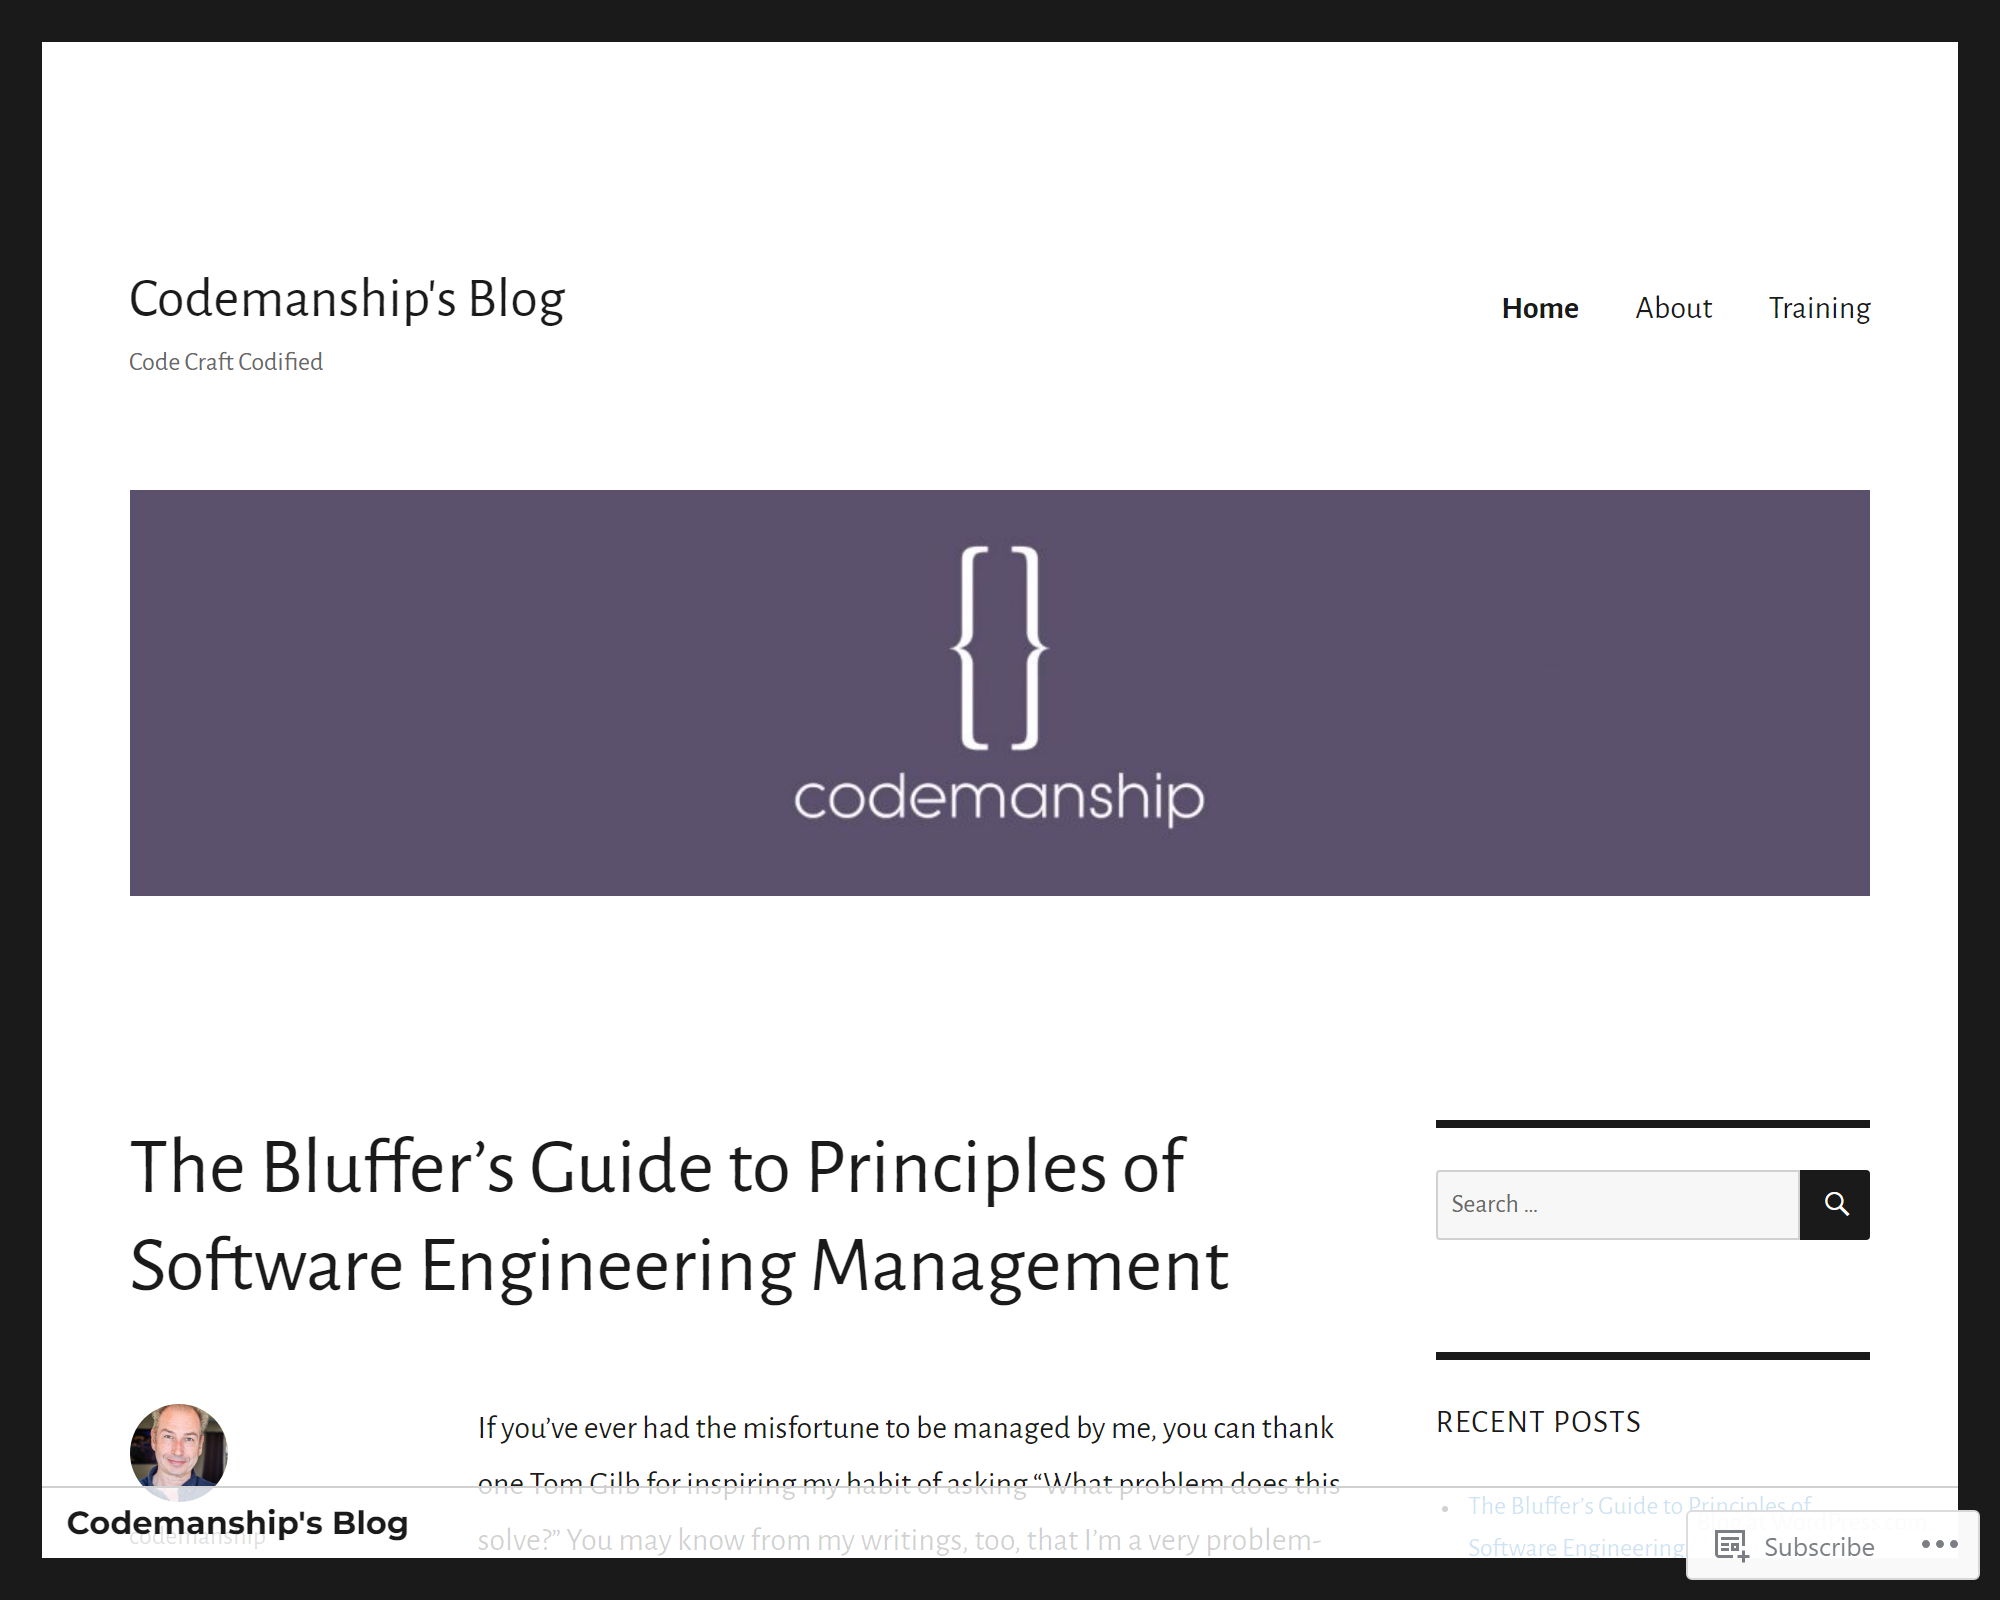 Codemanship's Blog
Code Craft Codified
Home About Training
{}
codemanship
The Bluffer’s Guide to Principles of
Software Engineering Management
Search …
If you’ve ever had the misfortune to be managed by me, you can thank
one Tom Gilb for inspiring my habit of asking “What problem does this
solve?” You may know from my writings, too, that I’m a very problem-
codemanship
RECENT POSTS
The Bluffer’s Guide to Principles of
Software Engineering
Codemanship's Blog
Subscribe